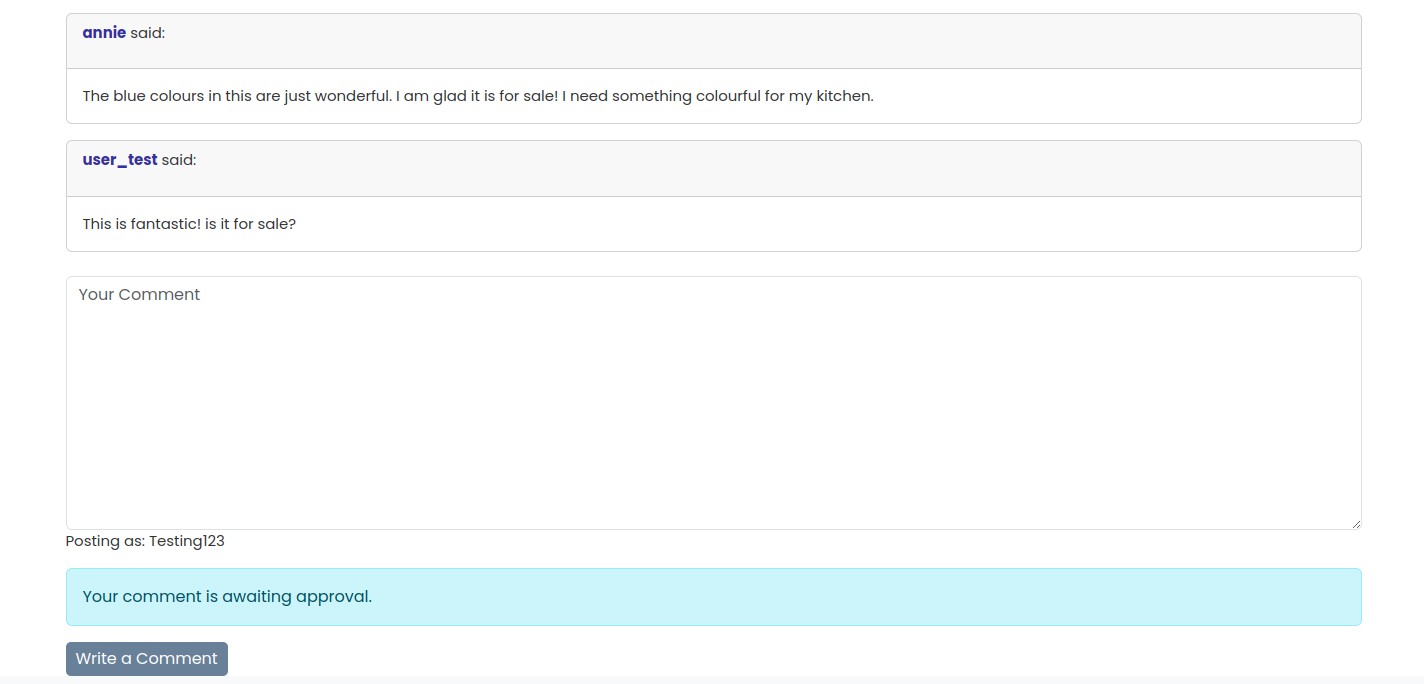 annie said:
The blue colours in this are just wonderful. I am glad it is for sale! I need something colourful for my kitchen.
user_test said:
This is fantastic! is it for sale?
Your Comment
Posting as: Testing123
Your comment is awaiting approval.
Write a Comment